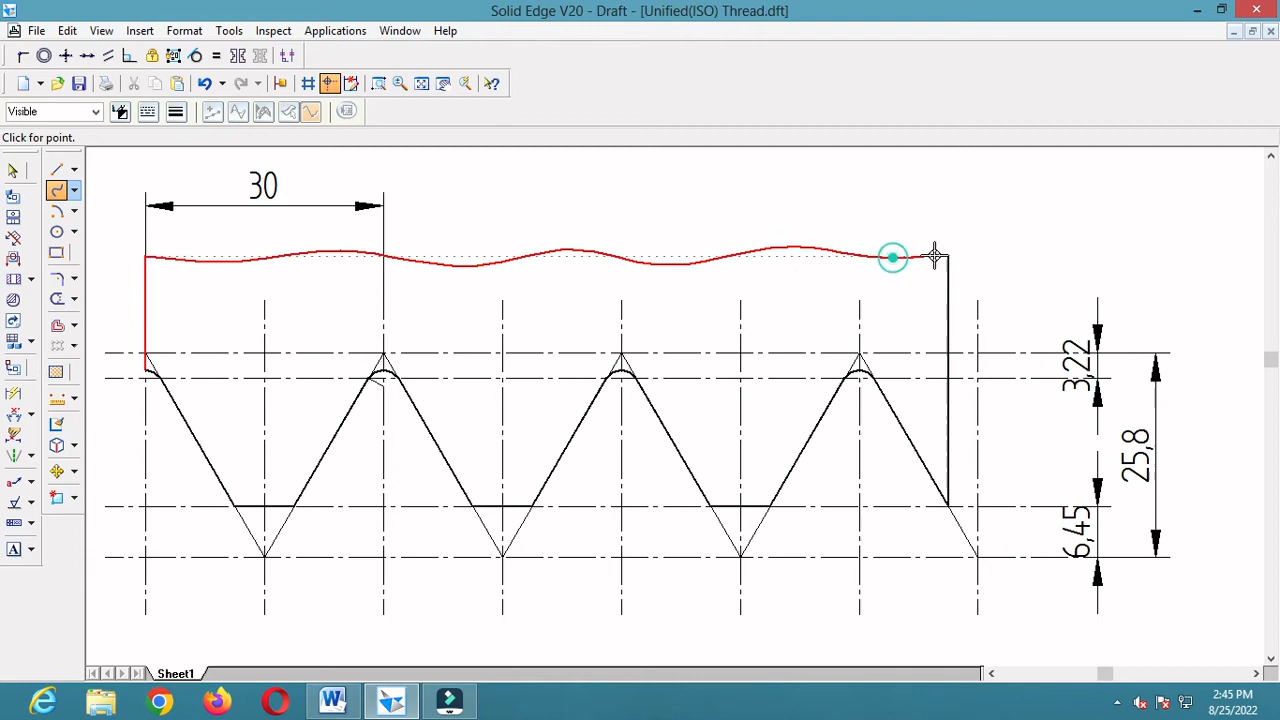 Solid Edge V20 - Draft - [Unified(ISO) Thread.dft]
File Edit View Insert Format Tools Inspect Applications Window Help
Visible
Click for point.
30
3,22
25,8
6,45
Sheet1
2:45 PM
8/25/2022